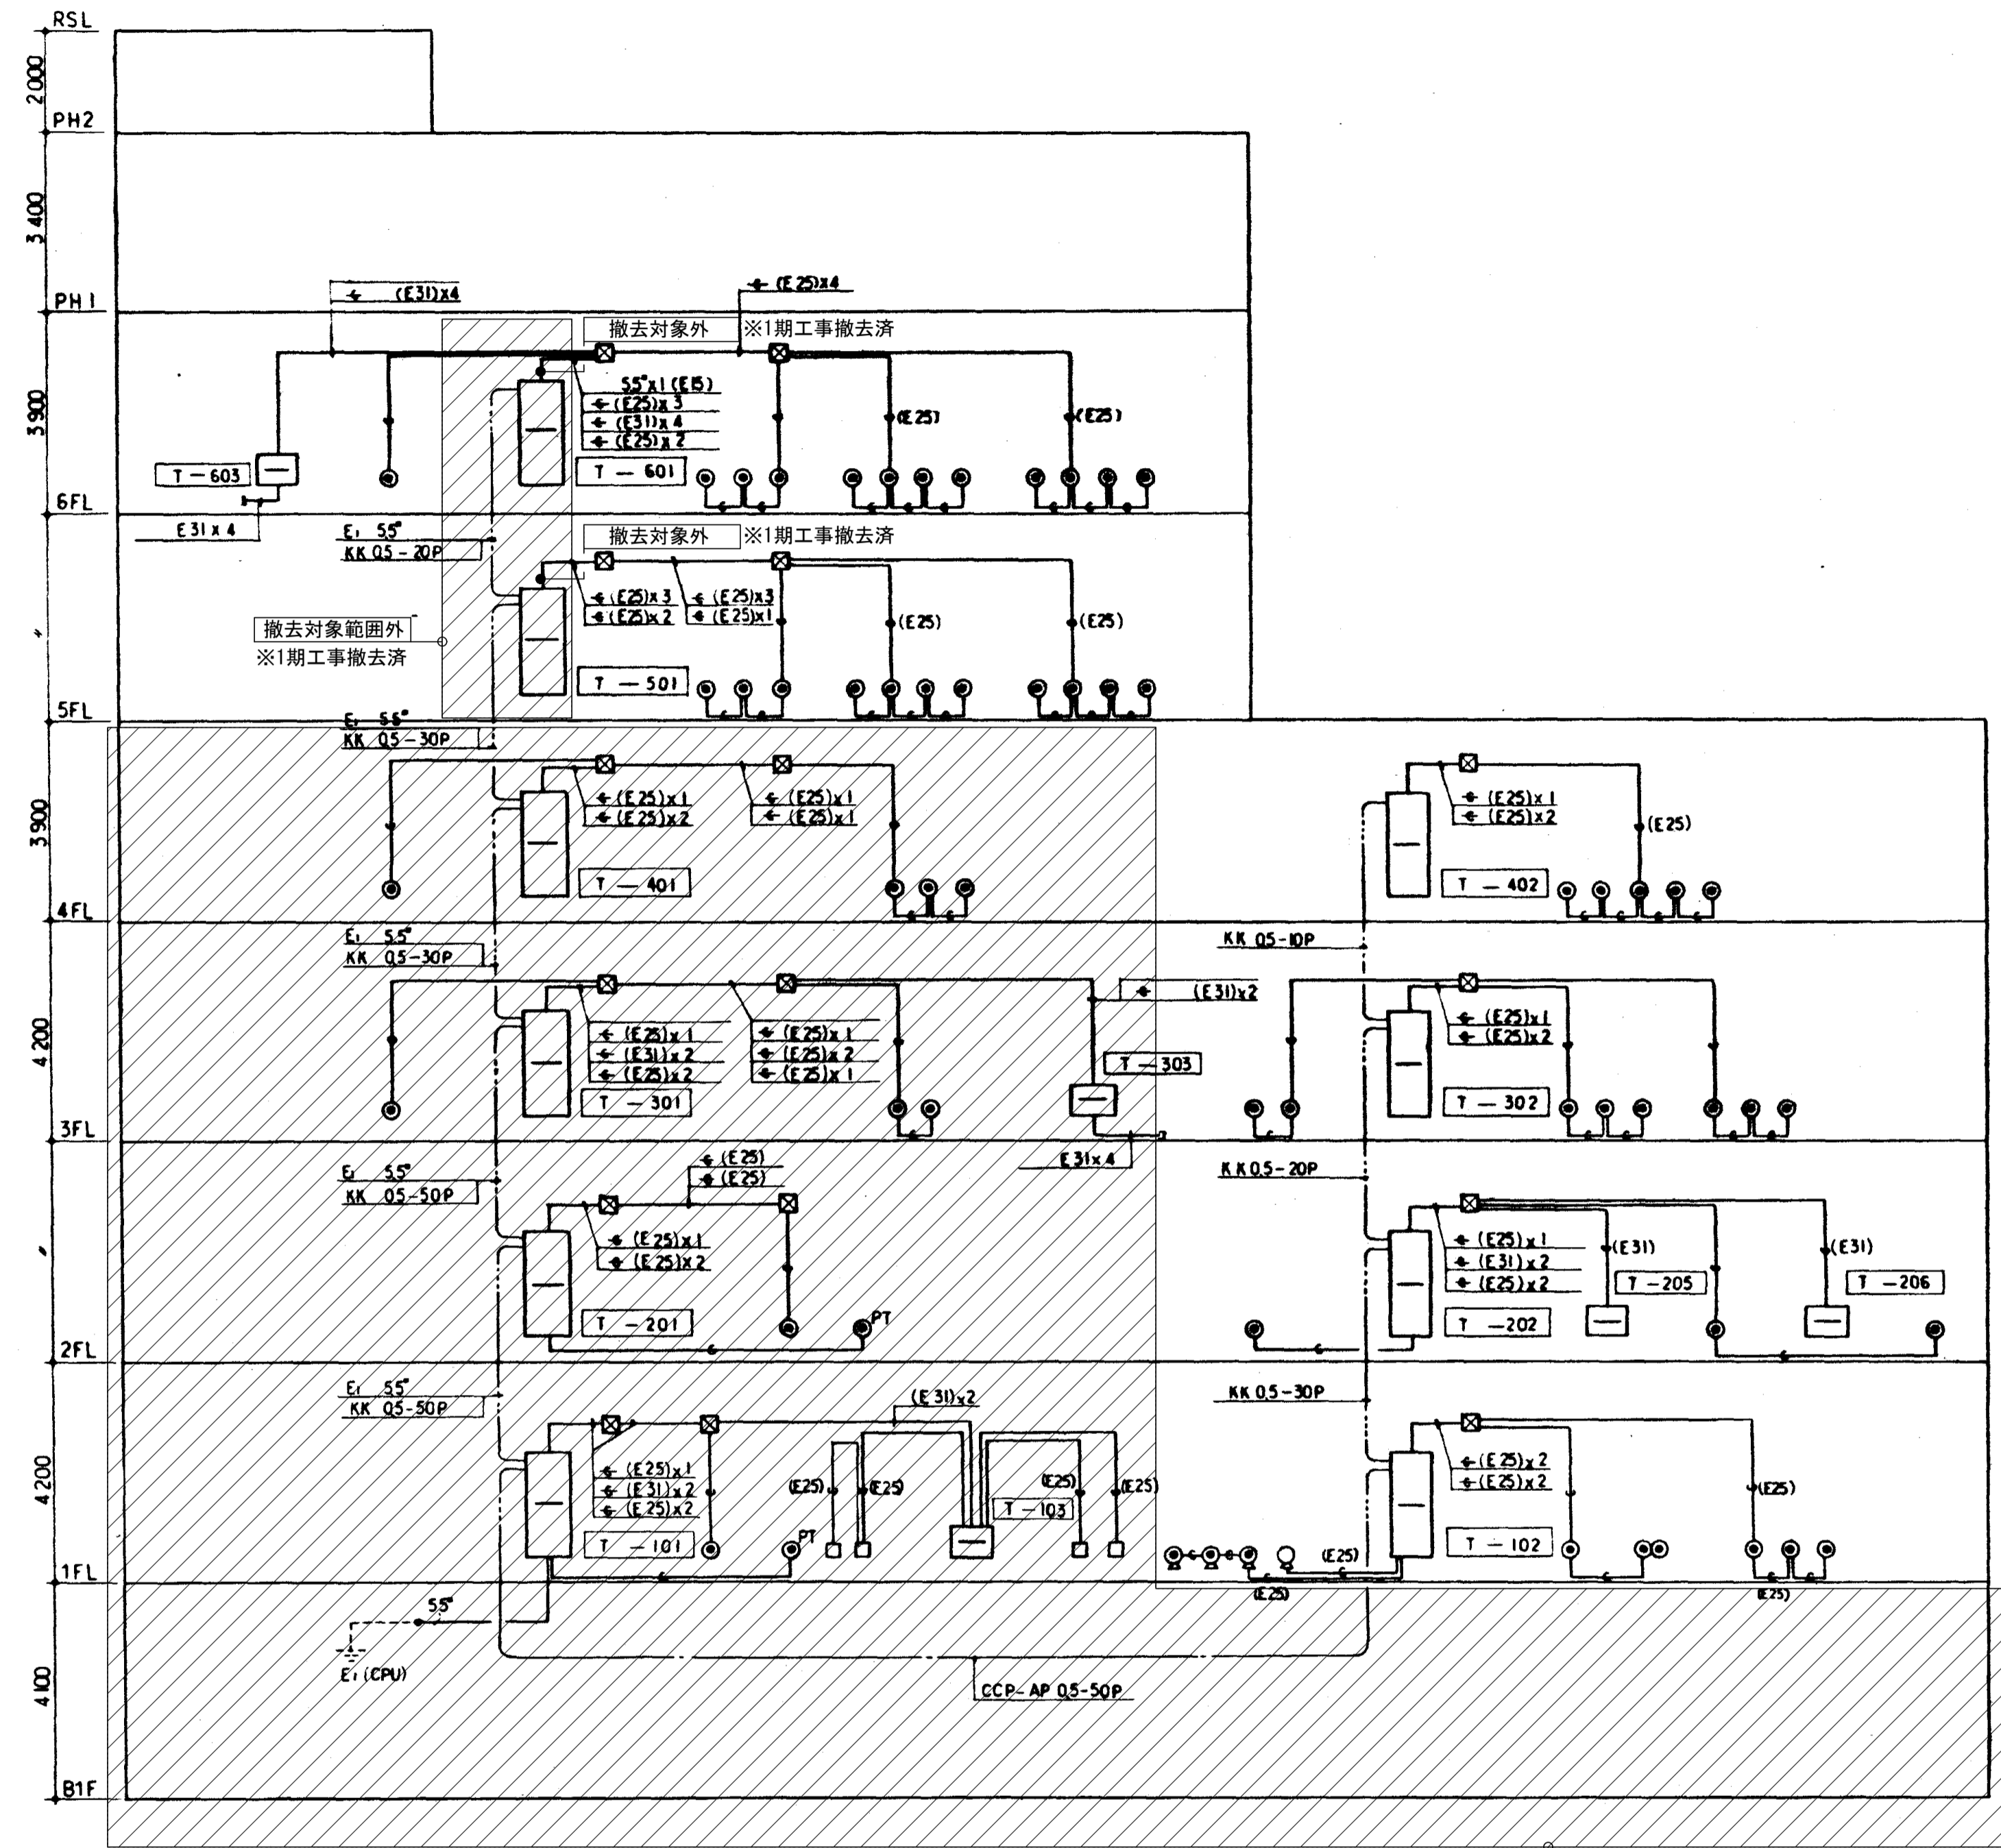 RSL
2000
PH2
3400
PH1
(E31)x4
(E25)x4
撤去対象外 ※1期工事撤去済
3900
5.5°x1 (E15)
(E25)x3
(E31)x4
(E25)x2
(E25)
(E25)
T-603
T-601
6FL
E31x4
E₁ 5.5°
KK 0.5-20P
撤去対象外 ※1期工事撤去済
(E25)x3
(E25)x2
(E25)x3
(E25)x1
(E25)
(E25)
〃
撤去対象範囲外
※1期工事撤去済
T-501
5FL
E₁ 5.5°
KK 0.5-30P
3900
(E25)x1
(E25)x2
(E25)x1
(E25)x1
(E25)x1
(E25)x2
(E25)
T-401
T-402
4FL
E₁ 5.5°
KK 0.5-30P
KK 0.5-10P
(E31)x2
4200
(E25)x1
(E31)x2
(E25)x2
(E25)x1
(E25)x2
(E25)x1
(E25)x1
(E25)x2
T-303
T-301
T-302
3FL
E31x4
E₁ 5.5°
KK 0.5-50P
(E25)
(E25)
KK 0.5-20P
〃
(E25)x1
(E25)x2
(E25)x1
(E31)x2
(E25)x2
(E31)
(E31)
T-205
T-206
T-201
PT
T-202
2FL
E₁ 5.5°
KK 0.5-50P
(E31)x2
KK 0.5-30P
4200
(E25)x1
(E31)x2
(E25)x2
(E25)
(E25)
(E25)
(E25)
(E25)x2
(E25)x2
(E25)
T-103
T-101
PT
T-102
(E25)
1FL
(E25)
(E25)
5.5°
E₁ (CPU)
4100
CCP-AP 0.5-50P
B1F